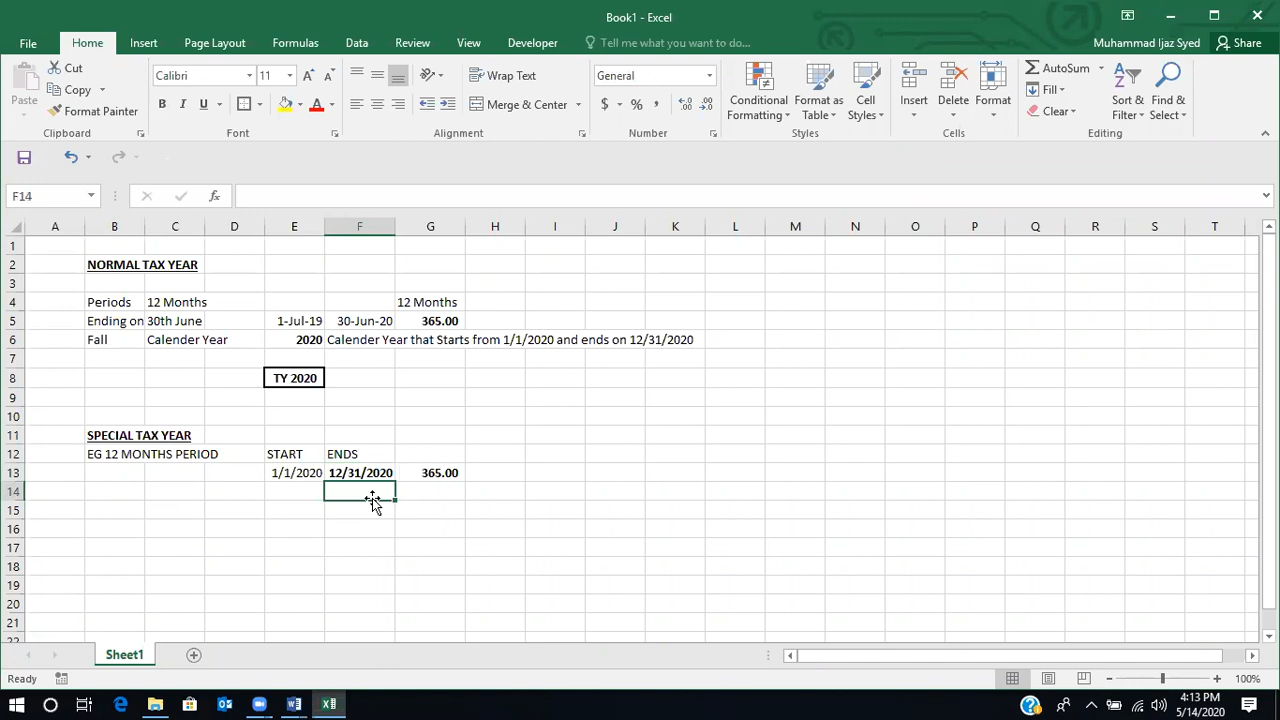 Book1 - Excel
File Home Insert Page Layout Formulas Data Review View Developer Tell me what you want to do... Muhammad Ijaz Syed Share
Paste Cut Copy Format Painter Clipboard
Calibri 11 A A B I U A Font
Wrap Text Merge & Center Alignment
General $ % , Number
Conditional Formatting Format as Table Cell Styles Styles
Insert Delete Format Cells
AutoSum Fill Clear Sort & Filter Find & Select Editing
F14 fx
A B C D E F G H I J K L M N O P Q R S T
1
2 NORMAL TAX YEAR
3
4 Periods 12 Months 12 Months
5 Ending on 30th June 1-Jul-19 30-Jun-20 365.00
6 Fall Calender Year 2020 Calender Year that Starts from 1/1/2020 and ends on 12/31/2020
7
8 TY 2020
9
10
11 SPECIAL TAX YEAR
12 EG 12 MONTHS PERIOD START ENDS
13 1/1/2020 12/31/2020 365.00
14
15
16
17
18
19
20
21
22
Sheet1
Ready 100%
4:13 PM
5/14/2020